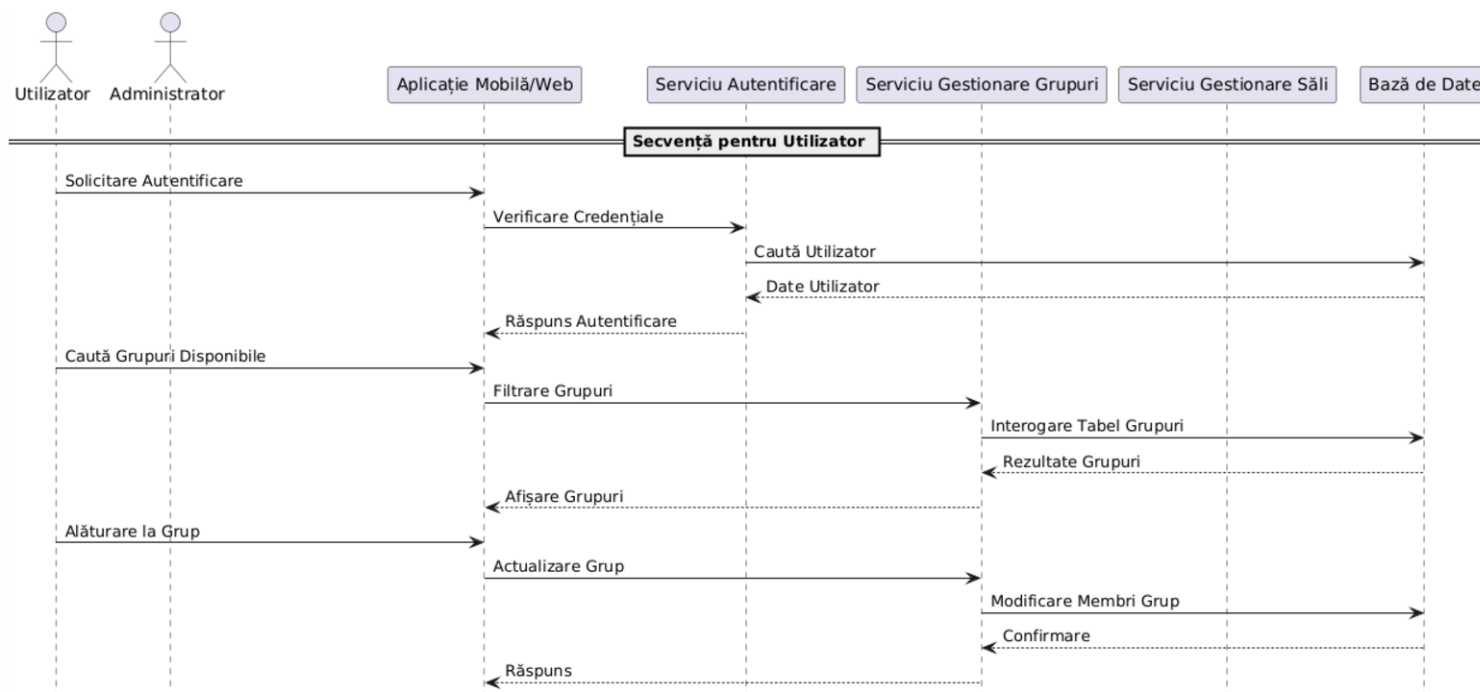 Utilizator
Administrator
Aplicație Mobilă/Web
Serviciu Autentificare
Serviciu Gestionare Grupuri
Serviciu Gestionare Săli
Bază de Date
Secvență pentru Utilizator
Solicitare Autentificare
Verificare Credențiale
Caută Utilizator
Date Utilizator
Răspuns Autentificare
Caută Grupuri Disponibile
Filtrare Grupuri
Interogare Tabel Grupuri
Rezultate Grupuri
Afișare Grupuri
Alăturare la Grup
Actualizare Grup
Modificare Membri Grup
Confirmare
Răspuns